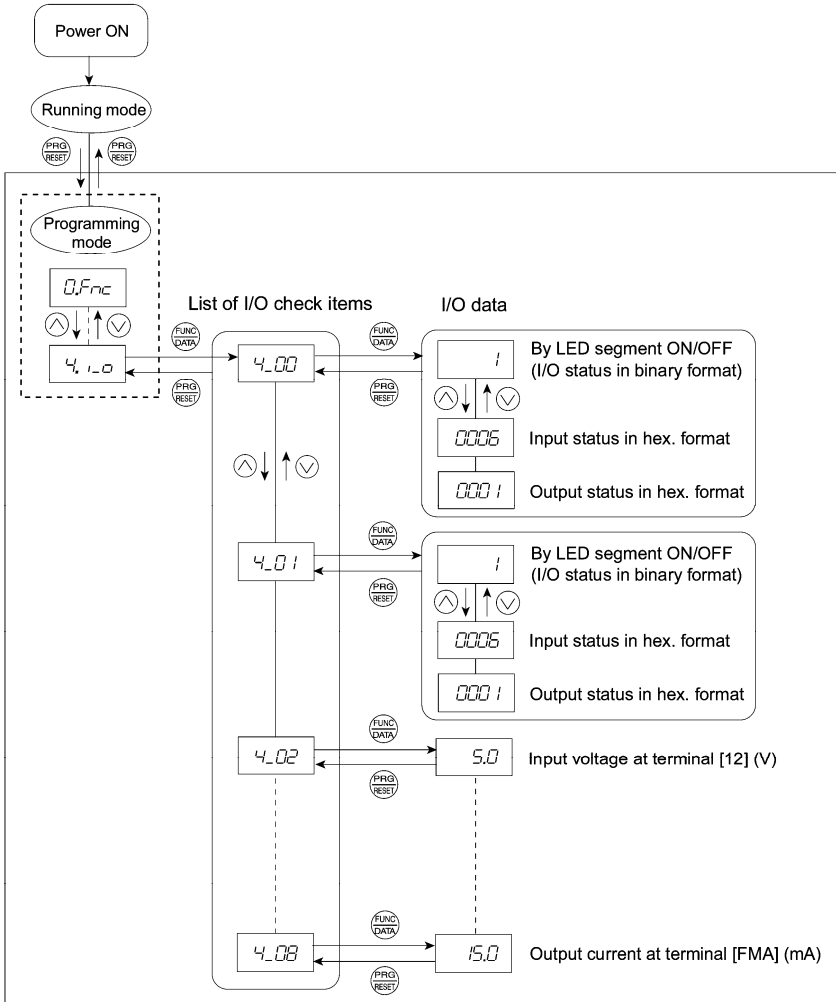 Power ON
Running mode
PRG
RESET
PRG
RESET
Programming
mode
0.Fnc
4.i_o
List of I/O check items
I/O data
FUNC
DATA
PRG
RESET
4_00
FUNC
DATA
PRG
RESET
1
By LED segment ON/OFF
(I/O status in binary format)
0006
Input status in hex. format
0001
Output status in hex. format
4_01
FUNC
DATA
PRG
RESET
1
By LED segment ON/OFF
(I/O status in binary format)
0006
Input status in hex. format
0001
Output status in hex. format
4_02
FUNC
DATA
PRG
RESET
5.0
Input voltage at terminal [12] (V)
4_08
FUNC
DATA
PRG
RESET
15.0
Output current at terminal [FMA] (mA)